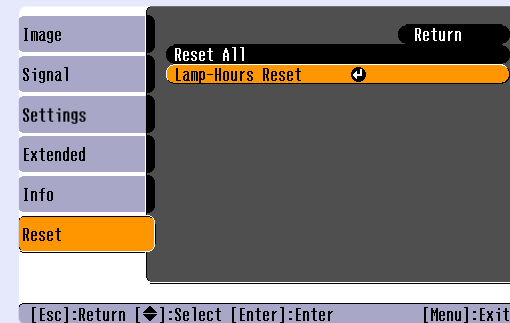 Image
Signal
Settings
Extended
Info
Reset
Return
Reset All
Lamp-Hours Reset
[Esc]:Return [◆]:Select [Enter]:Enter [Menu]:Exit